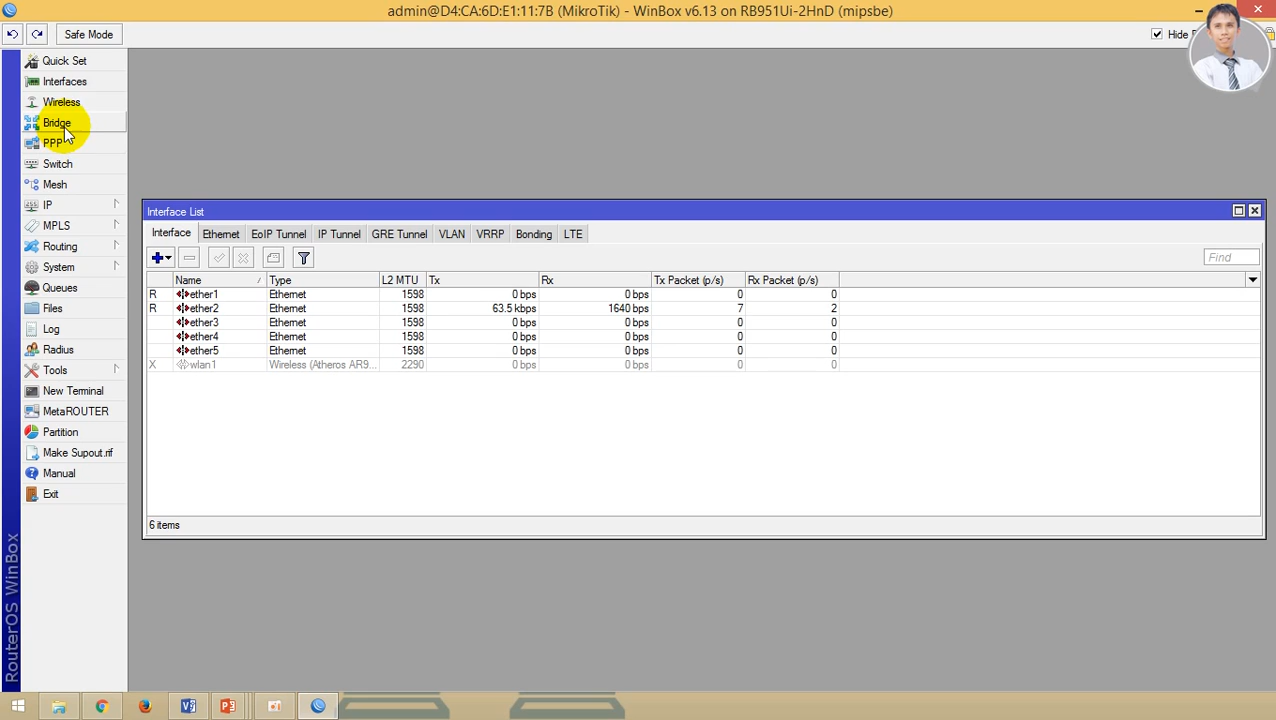 admin@D4:CA:6D:E1:11:7B (MikroTik) - WinBox v6.13 on RB951Ui-2HnD (mipsbe)
Safe Mode
Hide
Quick Set
Interfaces
Wireless
Bridge
PPP
Switch
Mesh
IP
MPLS
Routing
System
Queues
Files
Log
Radius
Tools
New Terminal
MetaROUTER
Partition
Make Supout.rif
Manual
Exit
RouterOS WinBox
Interface List
Interface Ethernet EoIP Tunnel IP Tunnel GRE Tunnel VLAN VRRP Bonding LTE
Find
Name Type L2 MTU Tx Rx Tx Packet (p/s) Rx Packet (p/s)
R ether1 Ethernet 1598 0 bps 0 bps 0 0
R ether2 Ethernet 1598 63.5 kbps 1640 bps 7 2
ether3 Ethernet 1598 0 bps 0 bps 0 0
ether4 Ethernet 1598 0 bps 0 bps 0 0
ether5 Ethernet 1598 0 bps 0 bps 0 0
X wlan1 Wireless (Atheros AR9... 2290 0 bps 0 bps 0 0
6 items